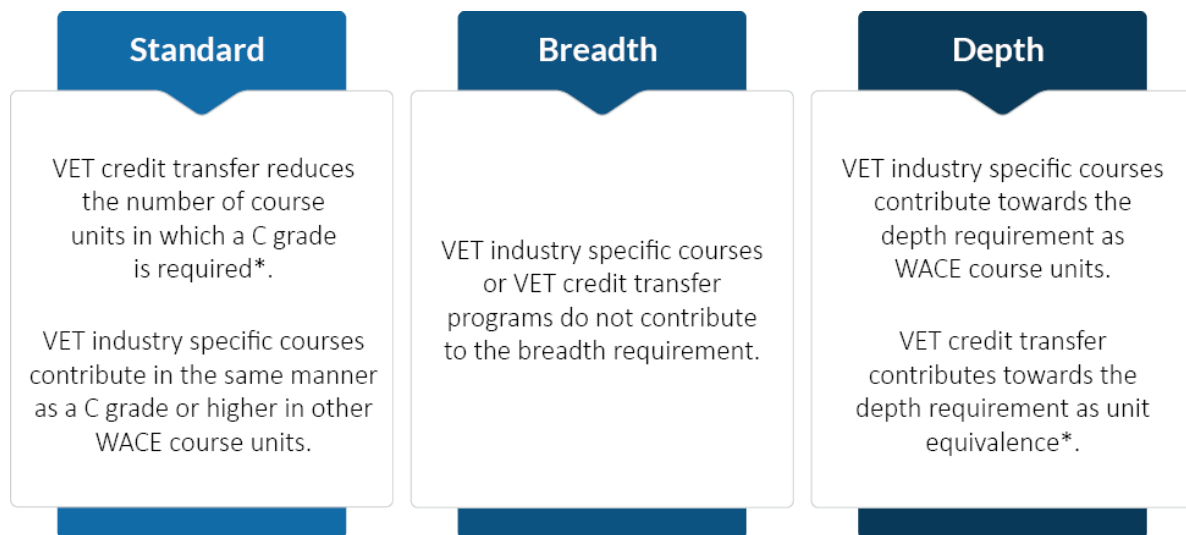 Standard
VET credit transfer reduces
the number of course
units in which a C grade
is required*.
VET industry specific courses
contribute in the same manner
as a C grade or higher in other
WACE course units.
Breadth
VET industry specific courses
or VET credit transfer
programs do not contribute
to the breadth requirement.
Depth
VET industry specific courses
contribute towards the
depth requirement as
WACE course units.
VET credit transfer
contributes towards the
depth requirement as unit
equivalence*.